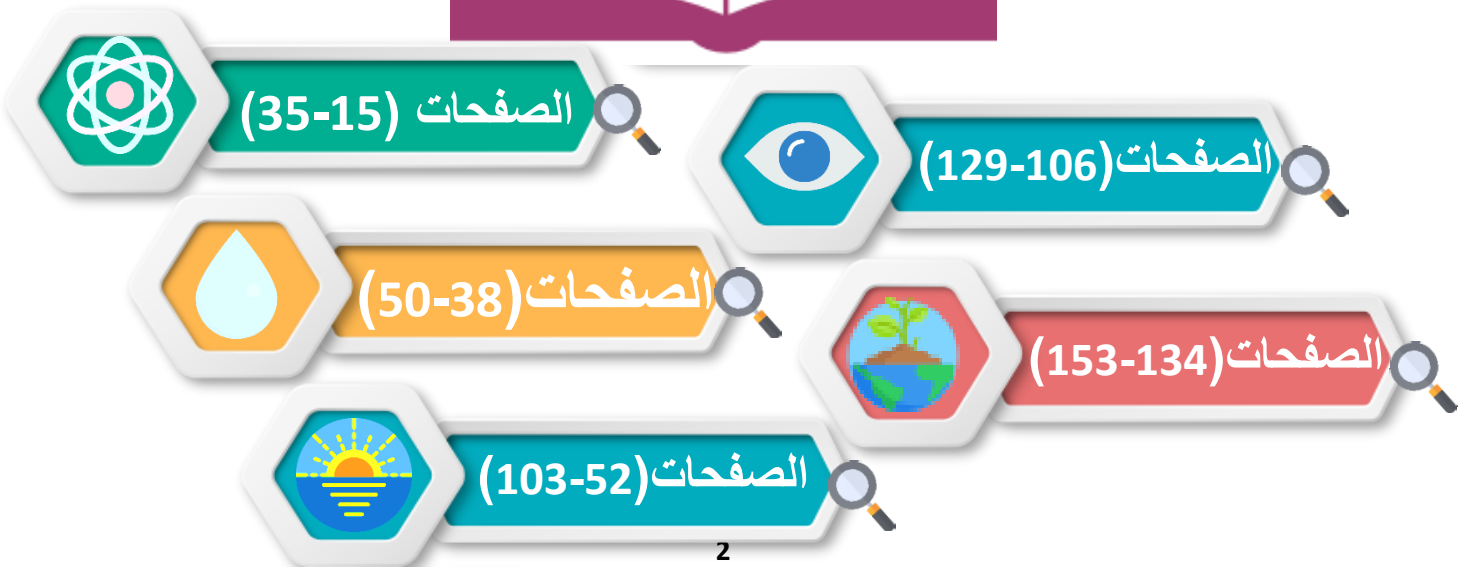 الصفحات (15-35)
الصفحات(38-50)
الصفحات(52-103)
الصفحات(106-129)
الصفحات(134-153)
2